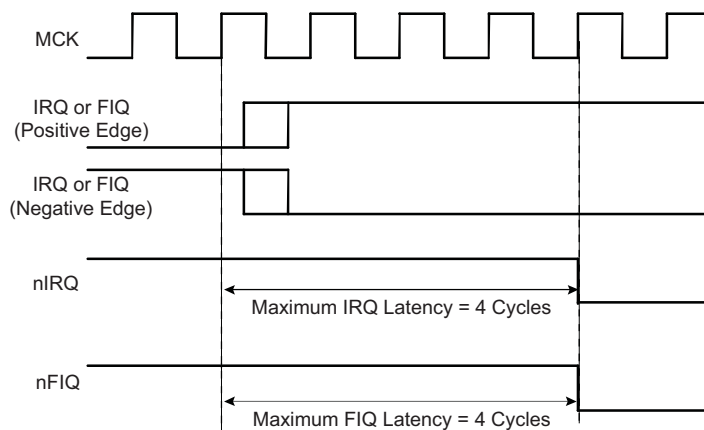 MCK
IRQ or FIQ
(Positive Edge)
IRQ or FIQ
(Negative Edge)
nIRQ
Maximum IRQ Latency = 4 Cycles
nFIQ
Maximum FIQ Latency = 4 Cycles